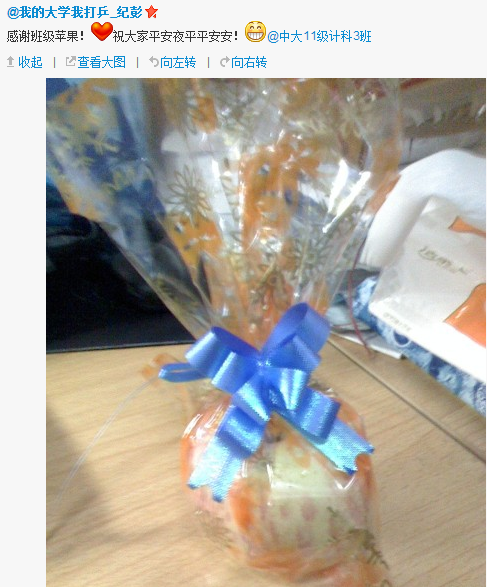 @我的大学我打乒_纪彭
感谢班级苹果！祝大家平安夜平平安安！@中大11级计科3班
收起 | 查看大图 | 向左转 | 向右转